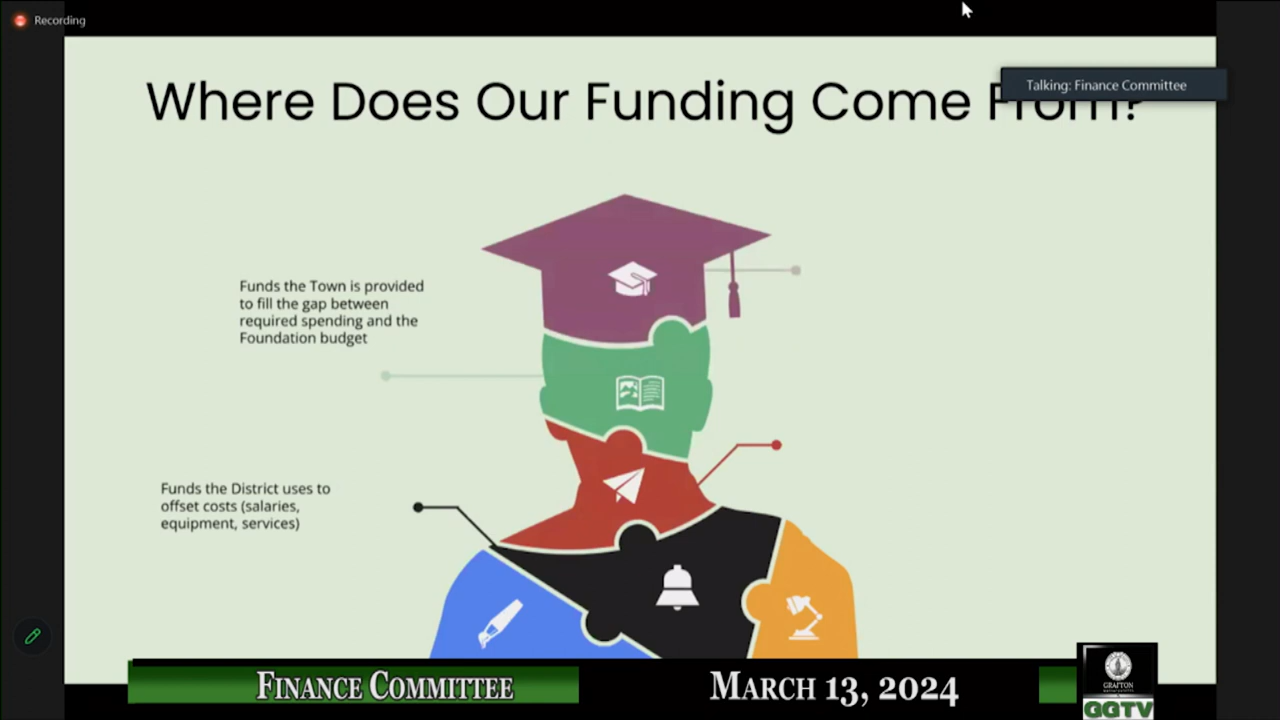 Recording
Talking: Finance Committee
Where Does Our Funding Come From?
Funds the Town is provided
to fill the gap between
required spending and the
Foundation budget
Funds the District uses to
offset costs (salaries,
equipment, services)
FINANCE COMMITTEE
MARCH 13, 2024
GRAFTON
GGTV